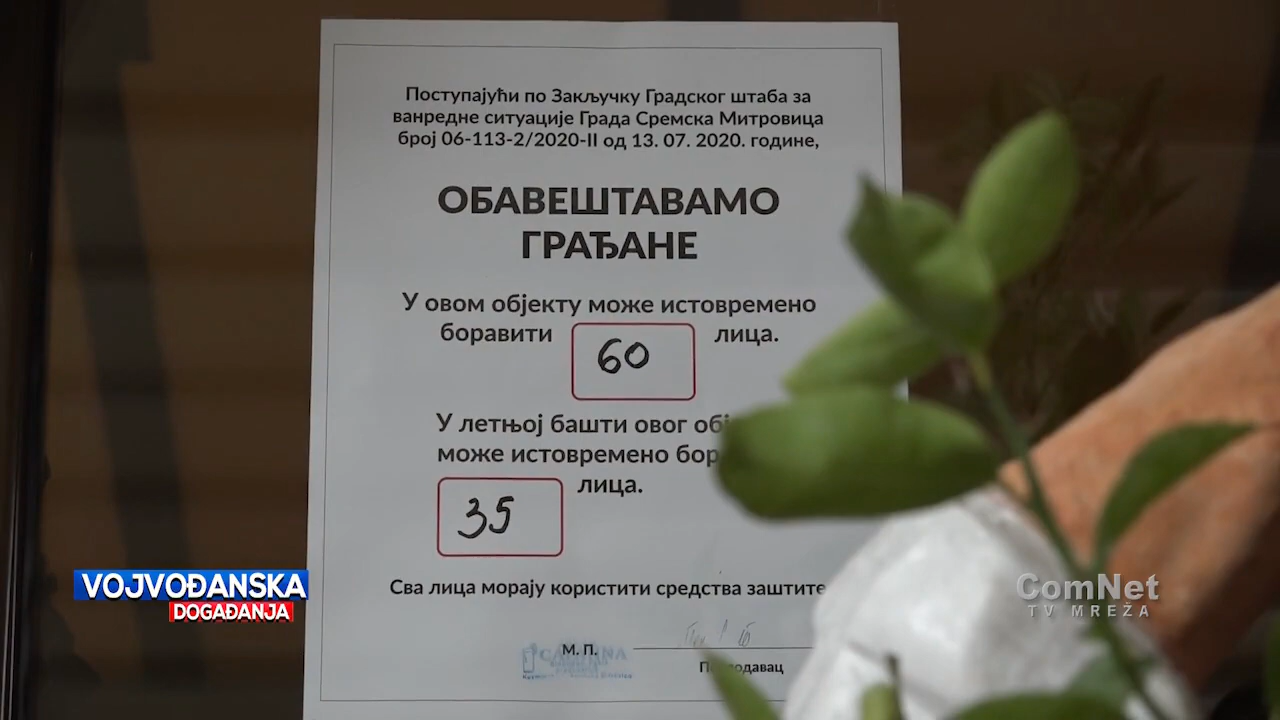 Поступајући по Закључку Градског штаба за
ванредне ситуације Града Сремска Митровица
број 06-113-2/2020-II од 13. 07. 2020. године,
ОБАВЕШТАВАМО
ГРАЂАНЕ
У овом објекту може истовремено
боравити 60 лица.
У летњој башти овог
може истовремено
35 лица.
Сва лица морају користити средства заштите
М. П.
VOJVOĐANSKA
DOGAĐANJA
ComNet
TV MREŽA